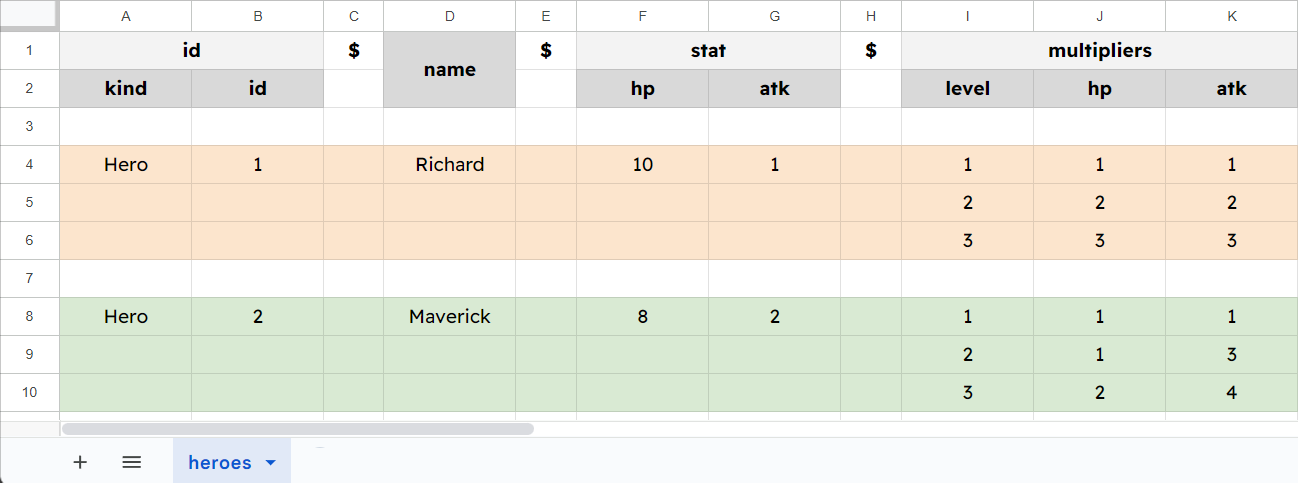 A B C D E F G H I J K
1 id $ name $ stat $ multipliers
2 kind id hp atk level hp atk
3
4 Hero 1 Richard 10 1 1 1 1
5 2 2 2
6 3 3 3
7
8 Hero 2 Maverick 8 2 1 1 1
9 2 1 3
10 3 2 4
+ heroes